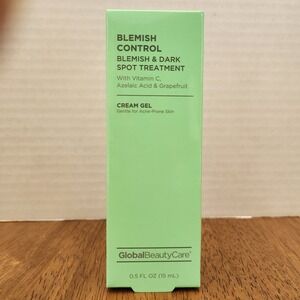 BLEMISH
CONTROL
BLEMISH & DARK
SPOT TREATMENT
With Vitamin C,
Azelaic Acid & Grapefruit
CREAM GEL
Gentle for Acne-Prone Skin
GlobalBeautyCare®
0.5 FL OZ (15 mL)